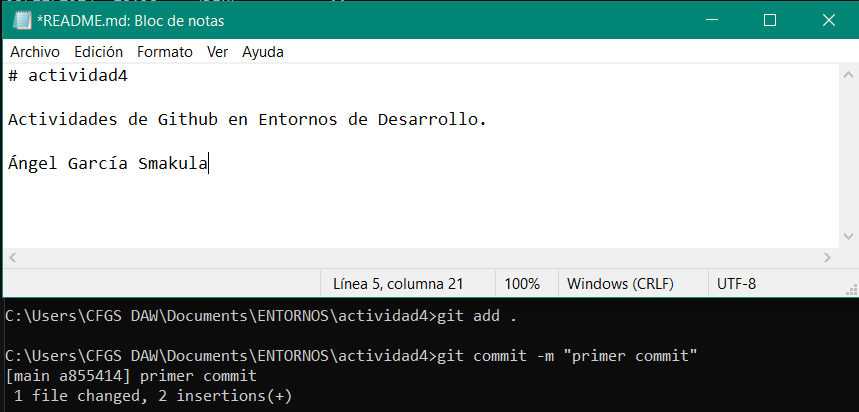 *README.md: Bloc de notas
Archivo Edición Formato Ver Ayuda
# actividad4
Actividades de Github en Entornos de Desarrollo.
Ángel García Smakula
Línea 5, columna 21 100% Windows (CRLF) UTF-8
C:\Users\CFGS DAW\Documents\ENTORNOS\actividad4>git add .
C:\Users\CFGS DAW\Documents\ENTORNOS\actividad4>git commit -m "primer commit"
[main a855414] primer commit
1 file changed, 2 insertions(+)